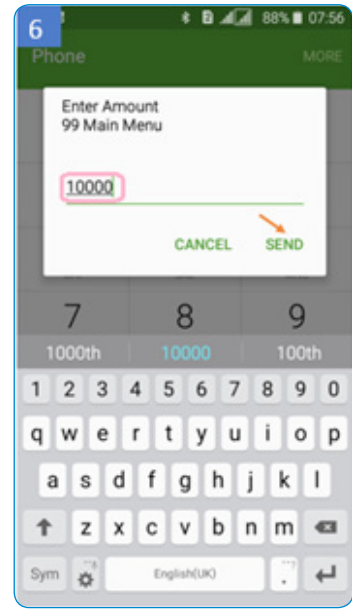 6
2
88%
07:56
Phone
MORE
Enter Amount
99 Main Menu
10000
CANCEL
SEND
7 8 9
1000th 10000 100th
1 2 3 4 5 6 7 8 9 0
q w e r t y u i o p
a s d f g h j k l
z x c v b n m
Sym
English(UK)
.